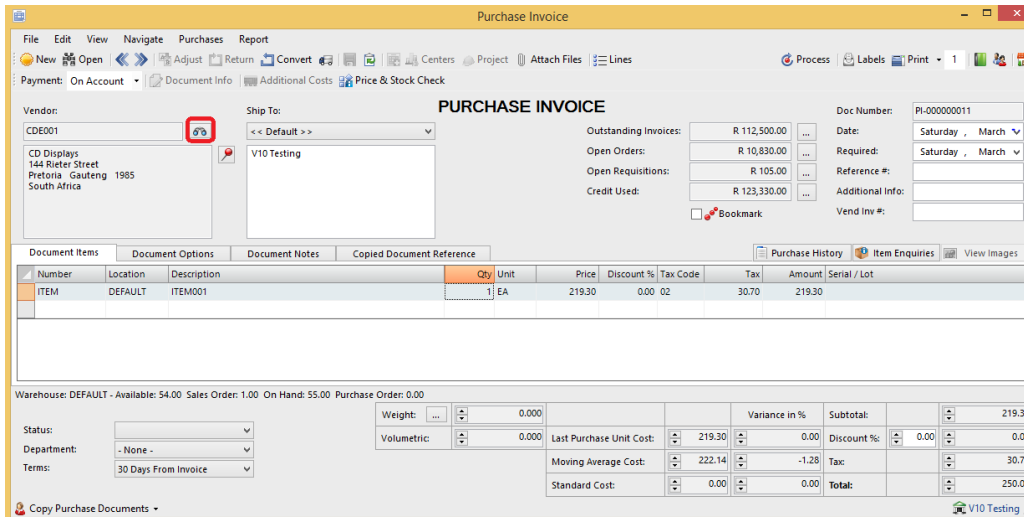 Purchase Invoice
File Edit View Navigate Purchases Report
New Open Adjust Return Convert Centers Project Attach Files Lines Process Labels Print 1
Payment: On Account Document Info Additional Costs Price & Stock Check
PURCHASE INVOICE
Vendor: Ship To: Doc Number: PI-000000011
CDE001 << Default >> Outstanding Invoices: R 112,500.00 ... Date: Saturday , March
CD Displays V10 Testing Open Orders: R 10,830.00 ... Required: Saturday , March
144 Rieter Street
Pretoria Gauteng 1985 Open Requisitions: R 105.00 ... Reference #:
South Africa Credit Used: R 123,330.00 ... Additional Info:
Bookmark Vend Inv #:
Document Items Document Options Document Notes Copied Document Reference Purchase History Item Enquiries View Images
Number Location Description Qty Unit Price Discount % Tax Code Tax Amount Serial / Lot
ITEM DEFAULT ITEM001 1 EA 219.30 0.00 02 30.70 219.30
Warehouse: DEFAULT - Available: 54.00 Sales Order: 1.00 On Hand: 55.00 Purchase Order: 0.00
Weight: ... 0.000 Variance in % Subtotal: 219.3
Status: Volumetric: 0.000 Last Purchase Unit Cost: 219.30 0.00 Discount %: 0.00 0.0
Department: - None -
Terms: 30 Days From Invoice Moving Average Cost: 222.14 -1.28 Tax: 30.7
Standard Cost: 0.00 0.00 Total: 250.0
Copy Purchase Documents V10 Testing